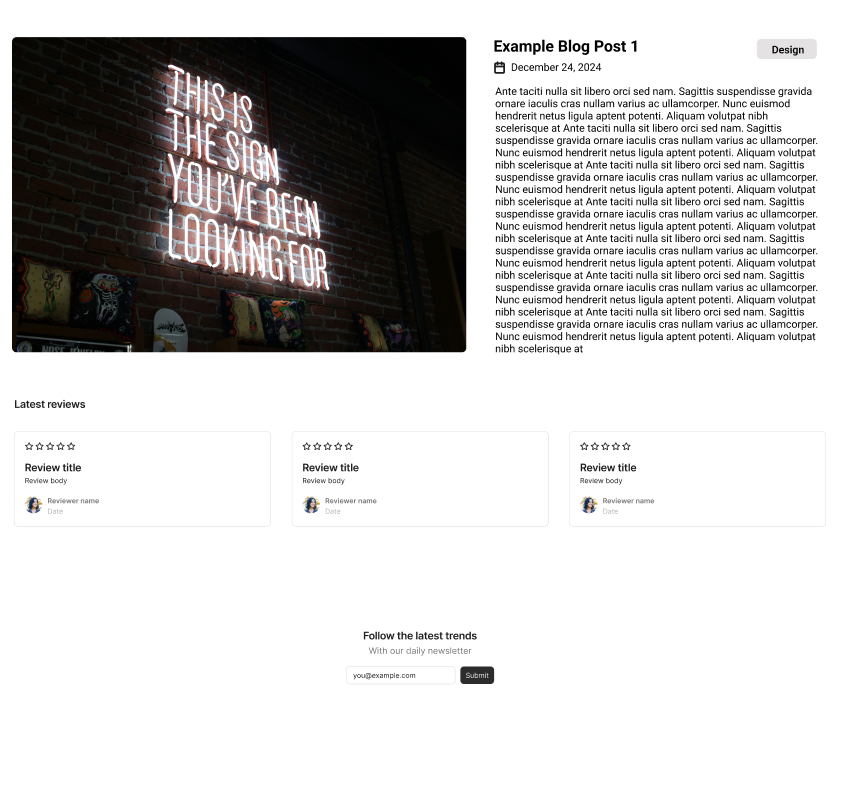 THIS IS
THE SIGN
YOU'VE BEEN
LOOKING FOR
Example Blog Post 1
Design
December 24, 2024
Ante taciti nulla sit libero orci sed nam. Sagittis suspendisse gravida
ornare iaculis cras nullam varius ac ullamcorper. Nunc euismod
hendrerit netus ligula aptent potenti. Aliquam volutpat nibh
scelerisque at Ante taciti nulla sit libero orci sed nam. Sagittis
suspendisse gravida ornare iaculis cras nullam varius ac ullamcorper.
Nunc euismod hendrerit netus ligula aptent potenti. Aliquam volutpat
nibh scelerisque at Ante taciti nulla sit libero orci sed nam. Sagittis
suspendisse gravida ornare iaculis cras nullam varius ac ullamcorper.
Nunc euismod hendrerit netus ligula aptent potenti. Aliquam volutpat
nibh scelerisque at Ante taciti nulla sit libero orci sed nam. Sagittis
suspendisse gravida ornare iaculis cras nullam varius ac ullamcorper.
Nunc euismod hendrerit netus ligula aptent potenti. Aliquam volutpat
nibh scelerisque at Ante taciti nulla sit libero orci sed nam. Sagittis
suspendisse gravida ornare iaculis cras nullam varius ac ullamcorper.
Nunc euismod hendrerit netus ligula aptent potenti. Aliquam volutpat
nibh scelerisque at Ante taciti nulla sit libero orci sed nam. Sagittis
suspendisse gravida ornare iaculis cras nullam varius ac ullamcorper.
Nunc euismod hendrerit netus ligula aptent potenti. Aliquam volutpat
nibh scelerisque at Ante taciti nulla sit libero orci sed nam. Sagittis
suspendisse gravida ornare iaculis cras nullam varius ac ullamcorper.
Nunc euismod hendrerit netus ligula aptent potenti. Aliquam volutpat
nibh scelerisque at
Latest reviews
Review title
Review body
Reviewer name
Date
Review title
Review body
Reviewer name
Date
Review title
Review body
Reviewer name
Date
Follow the latest trends
With our daily newsletter
you@example.com
Submit